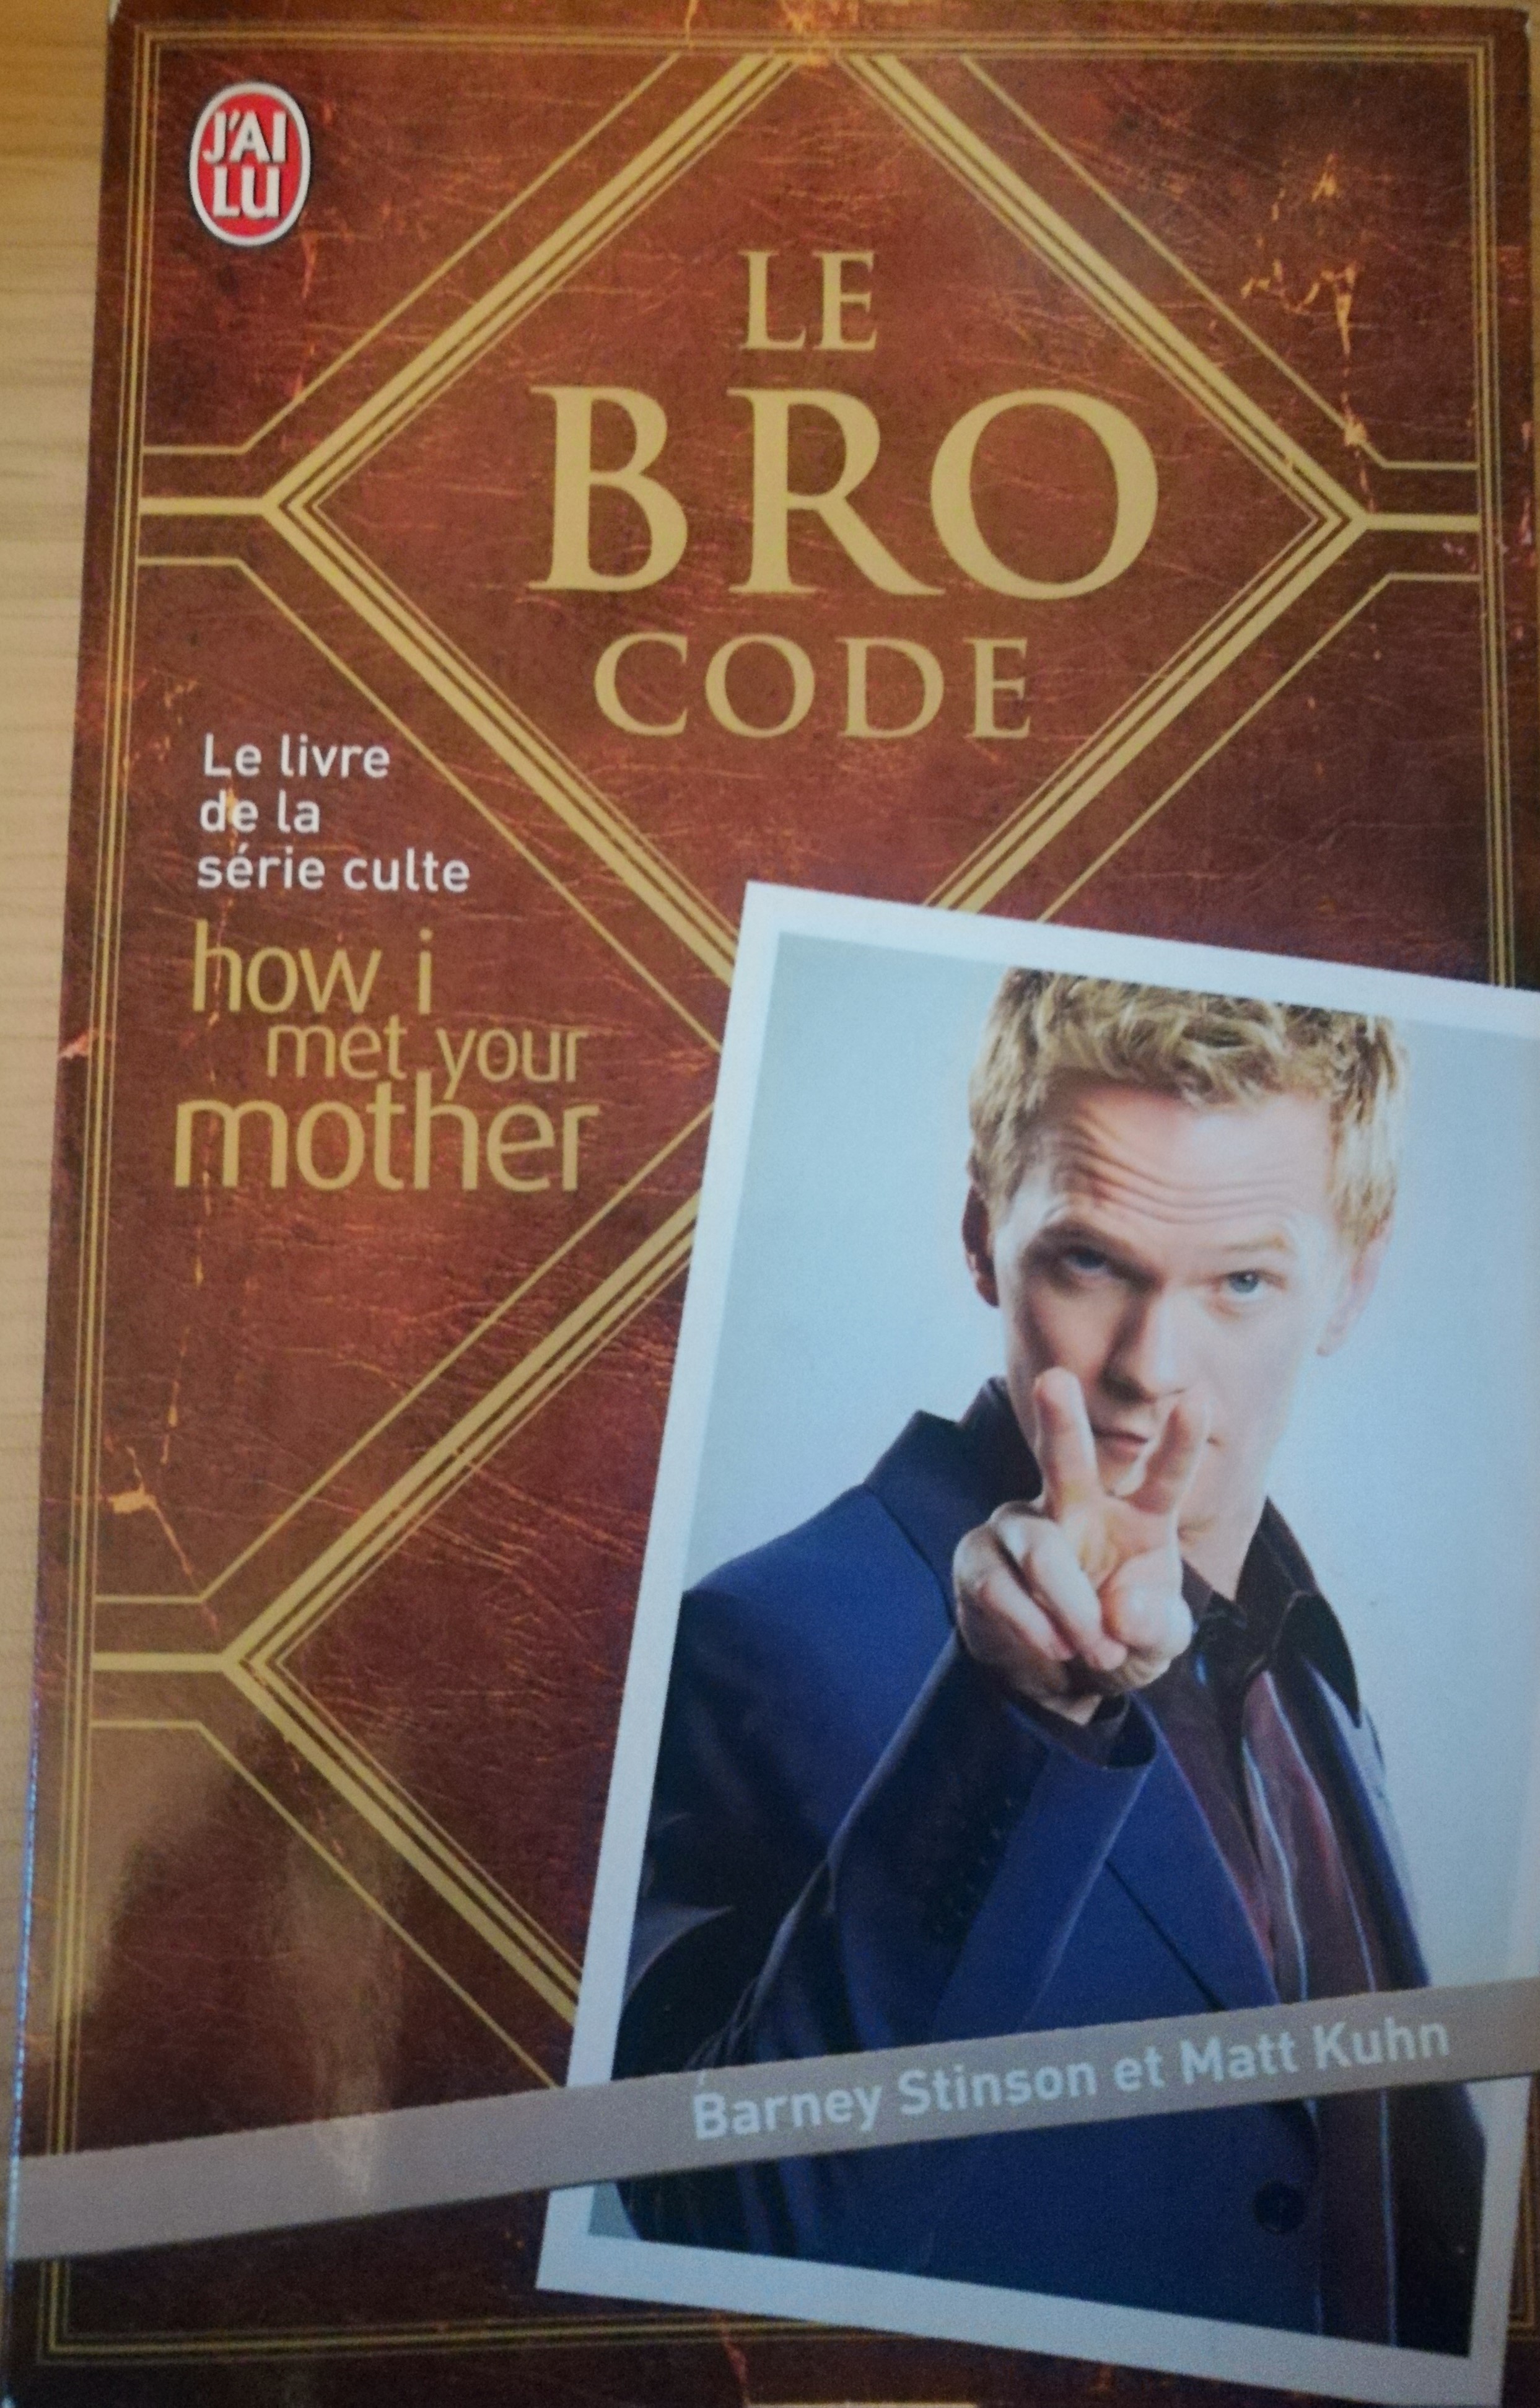 J'AI
LU
LE
BRO
CODE
Le livre
de la
série culte
how i
met your
mother
Barney Stinson et Matt Kuhn